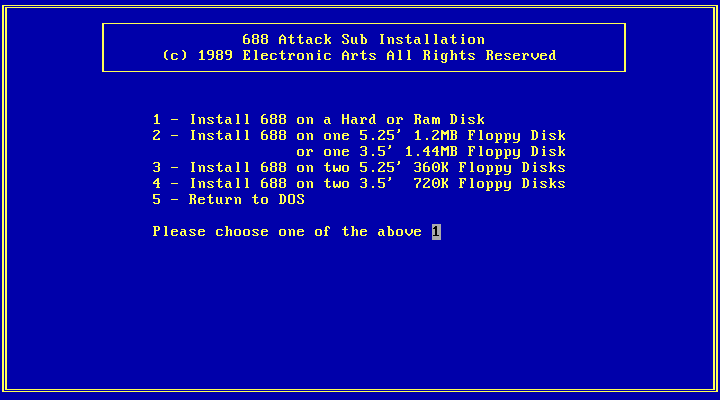 688 Attack Sub Installation
(c) 1989 Electronic Arts All Rights Reserved
1 - Install 688 on a Hard or Ram Disk
2 - Install 688 on one 5.25' 1.2MB Floppy Disk
or one 3.5' 1.44MB Floppy Disk
3 - Install 688 on two 5.25' 360K Floppy Disks
4 - Install 688 on two 3.5'  720K Floppy Disks
5 - Return to DOS
Please choose one of the above 1